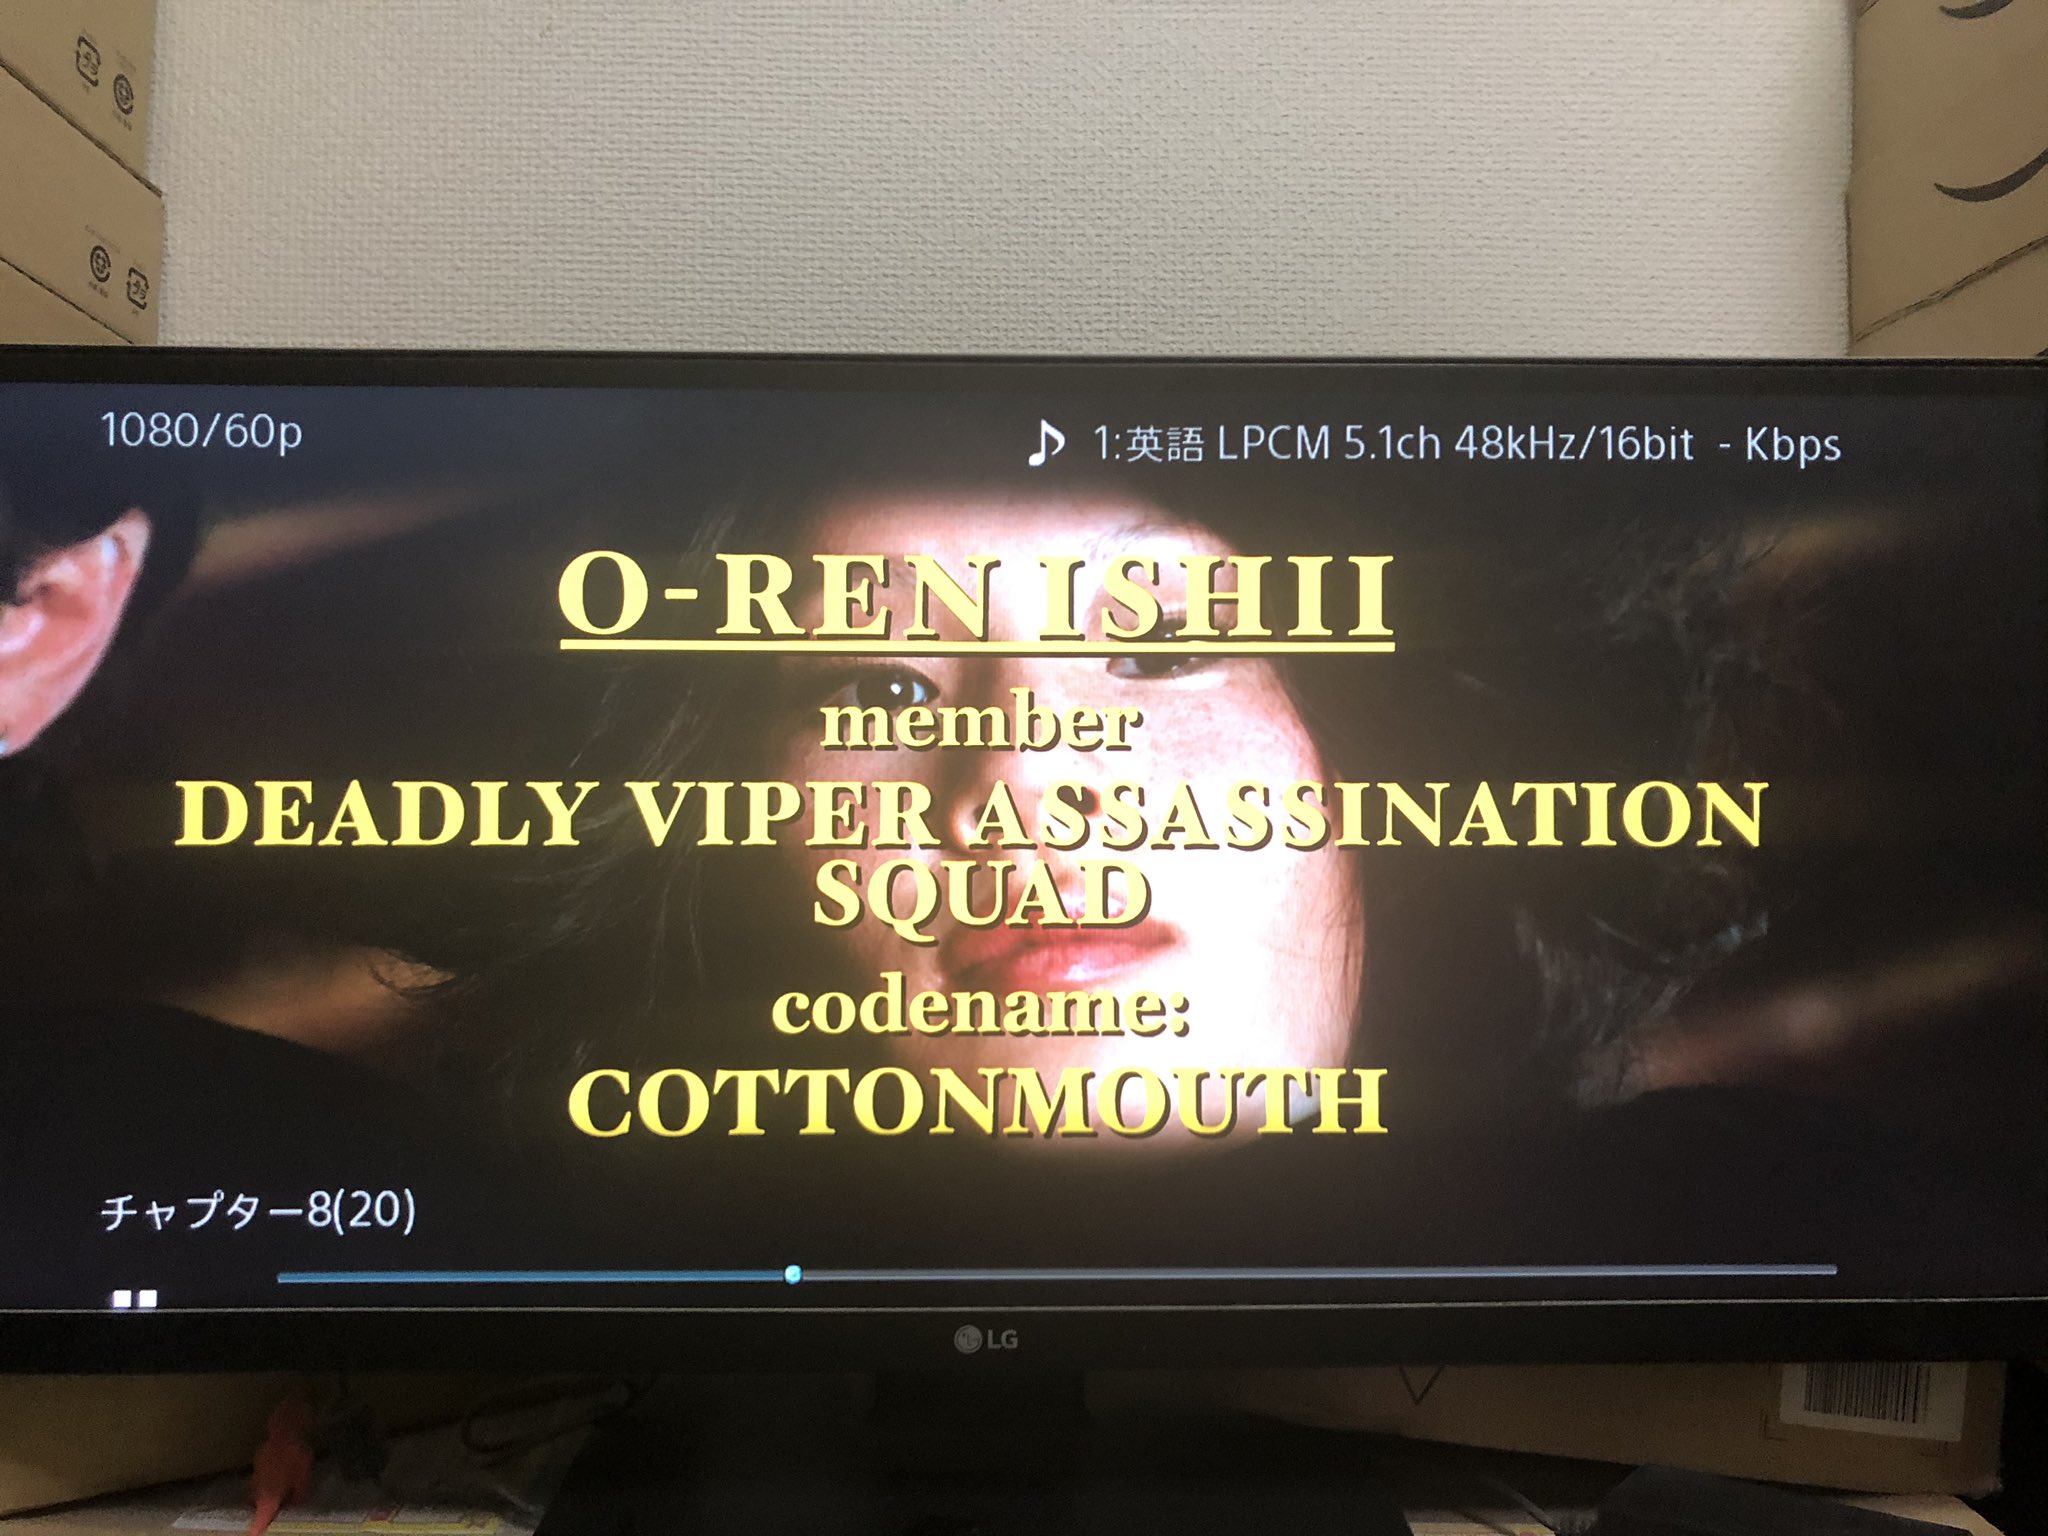 1080/60p
1:英語 LPCM 5.1ch 48kHz/16bit - Kbps
O-REN ISHII
member
DEADLY VIPER ASSASSINATION
SQUAD
codename:
COTTONMOUTH
チャプター8(20)
LG